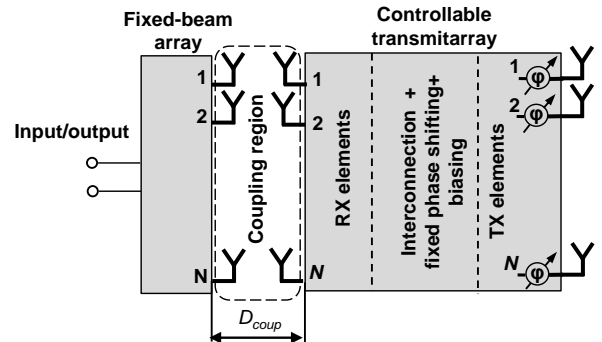 Fixed-beam
array
Controllable
transmitarray
Input/output
1
2
N
Coupling region
1
2
N
RX elements
Interconnection +
fixed phase shifting+
biasing
TX elements
1
φ
2
φ
N
φ
D_coup